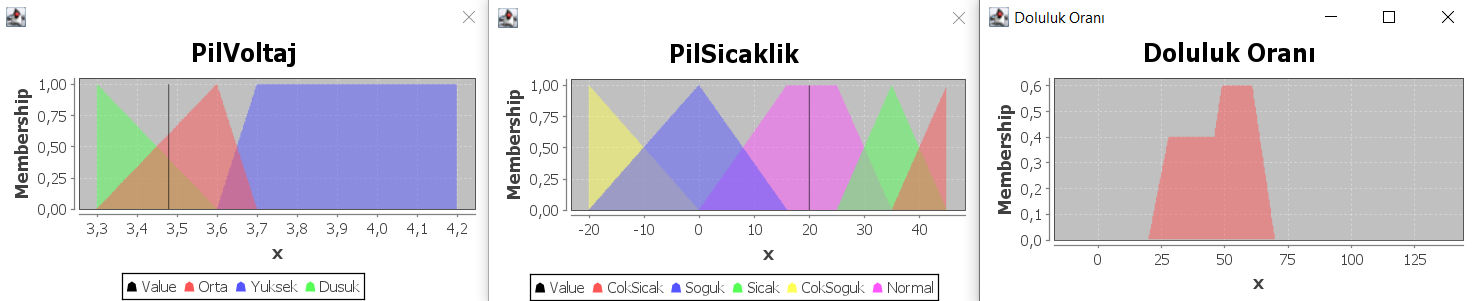 Doluluk Oranı
PilVoltaj
Membership
1,00
0,75
0,50
0,25
0,00
3,3 3,4 3,5 3,6 3,7 3,8 3,9 4,0 4,1 4,2
x
Value Orta Yuksek Dusuk
PilSicaklik
Membership
1,00
0,75
0,50
0,25
0,00
-20 -10 0 10 20 30 40
x
Value CokSicak Soguk Sicak CokSoguk Normal
Doluluk Oranı
Membership
0,6
0,5
0,4
0,3
0,2
0,1
0,0
0 25 50 75 100 125
x